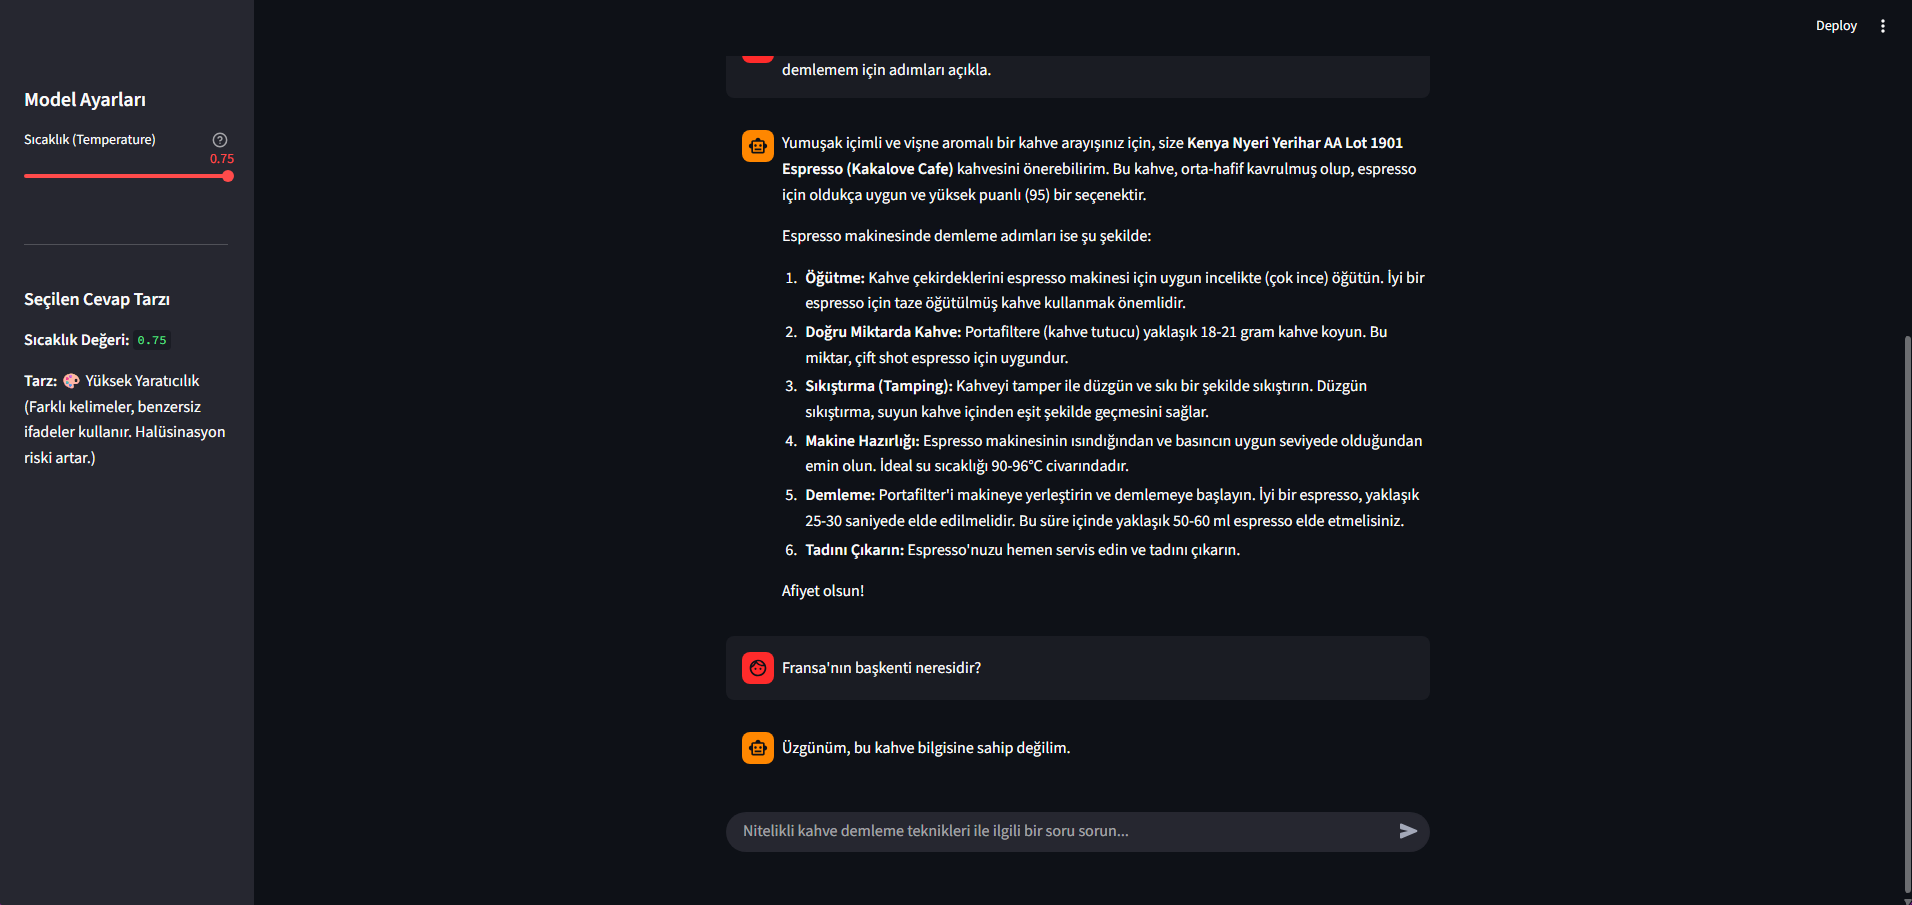 Deploy
Model Ayarları
Sıcaklık (Temperature)
0.75
Seçilen Cevap Tarzı
Sıcaklık Değeri: 0.75
Tarz: 🎨 Yüksek Yaratıcılık
(Farklı kelimeler, benzersiz
ifadeler kullanır. Halüsinasyon
riski artar.)
demlemem için adımları açıkla.
Yumuşak içimli ve vişne aromalı bir kahve arayışınız için, size Kenya Nyeri Yerihar AA Lot 1901
Espresso (Kakalove Cafe) kahvesini önerebilirim. Bu kahve, orta-hafif kavrulmuş olup, espresso
için oldukça uygun ve yüksek puanlı (95) bir seçenektir.
Espresso makinesinde demleme adımları ise şu şekilde:
1. Öğütme: Kahve çekirdeklerini espresso makinesi için uygun incelikte (çok ince) öğütün. İyi bir
espresso için taze öğütülmüş kahve kullanmak önemlidir.
2. Doğru Miktarda Kahve: Portafiltere (kahve tutucu) yaklaşık 18-21 gram kahve koyun. Bu
miktar, çift shot espresso için uygundur.
3. Sıkıştırma (Tamping): Kahveyi tamper ile düzgün ve sıkı bir şekilde sıkıştırın. Düzgün
sıkıştırma, suyun kahve içinden eşit şekilde geçmesini sağlar.
4. Makine Hazırlığı: Espresso makinesinin ısındığından ve basıncın uygun seviyede olduğundan
emin olun. İdeal su sıcaklığı 90-96°C civarındadır.
5. Demleme: Portafilter'i makineye yerleştirin ve demlemeye başlayın. İyi bir espresso, yaklaşık
25-30 saniyede elde edilmelidir. Bu süre içinde yaklaşık 50-60 ml espresso elde etmelisiniz.
6. Tadını Çıkarın: Espresso'nuzu hemen servis edin ve tadını çıkarın.
Afiyet olsun!
Fransa'nın başkenti neresidir?
Üzgünüm, bu kahve bilgisine sahip değilim.
Nitelikli kahve demleme teknikleri ile ilgili bir soru sorun...